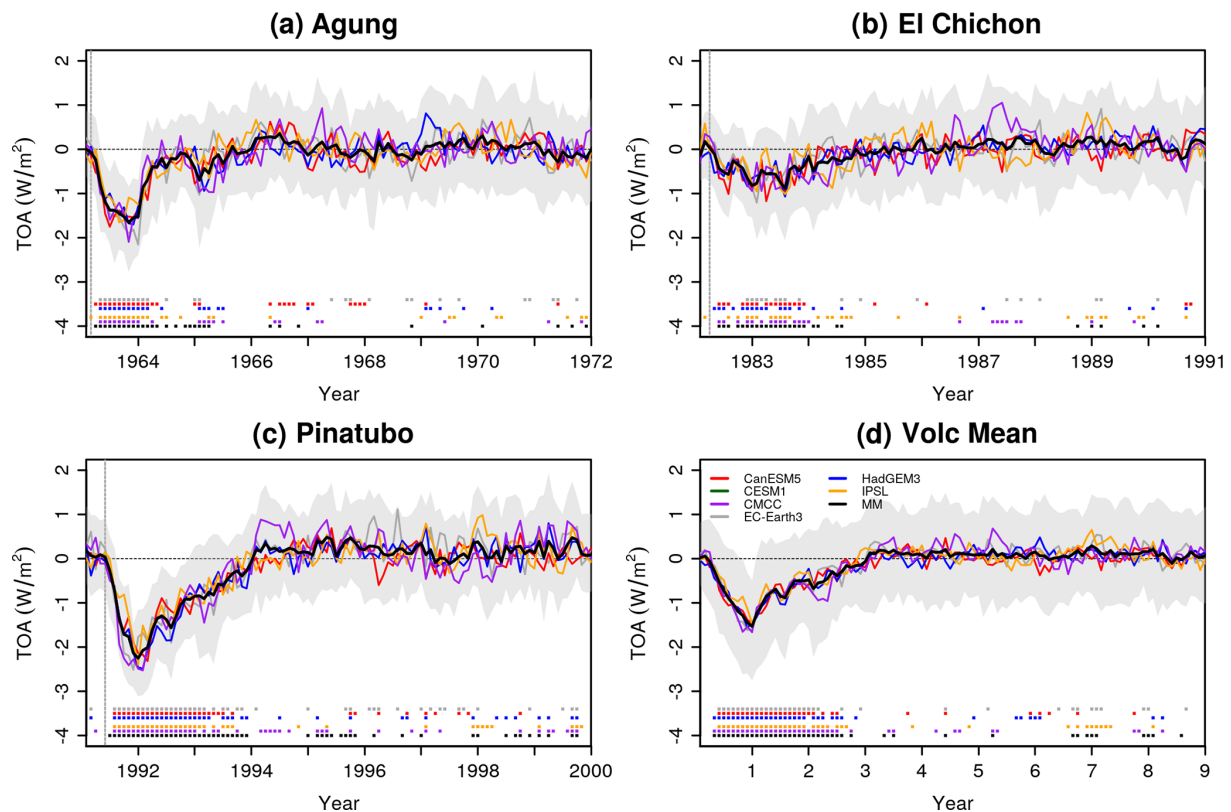 (a) Agung
TOA (W/m²)
2
1
0
-1
-2
-3
-4
1964 1966 1968 1970 1972
Year
(b) El Chichon
TOA (W/m²)
2
1
0
-1
-2
-3
-4
1983 1985 1987 1989 1991
Year
(c) Pinatubo
TOA (W/m²)
2
1
0
-1
-2
-3
-4
1992 1994 1996 1998 2000
Year
(d) Volc Mean
TOA (W/m²)
2
1
0
-1
-2
-3
-4
CanESM5 HadGEM3
CESM1 IPSL
CMCC MM
EC-Earth3
1 2 3 4 5 6 7 8 9
Year